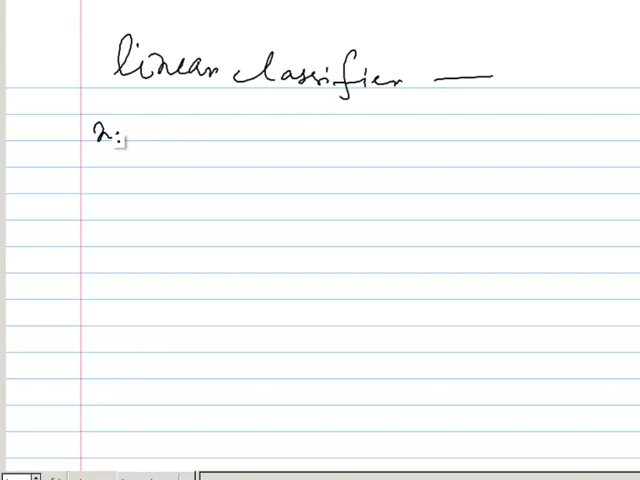 linear classifier —
x: